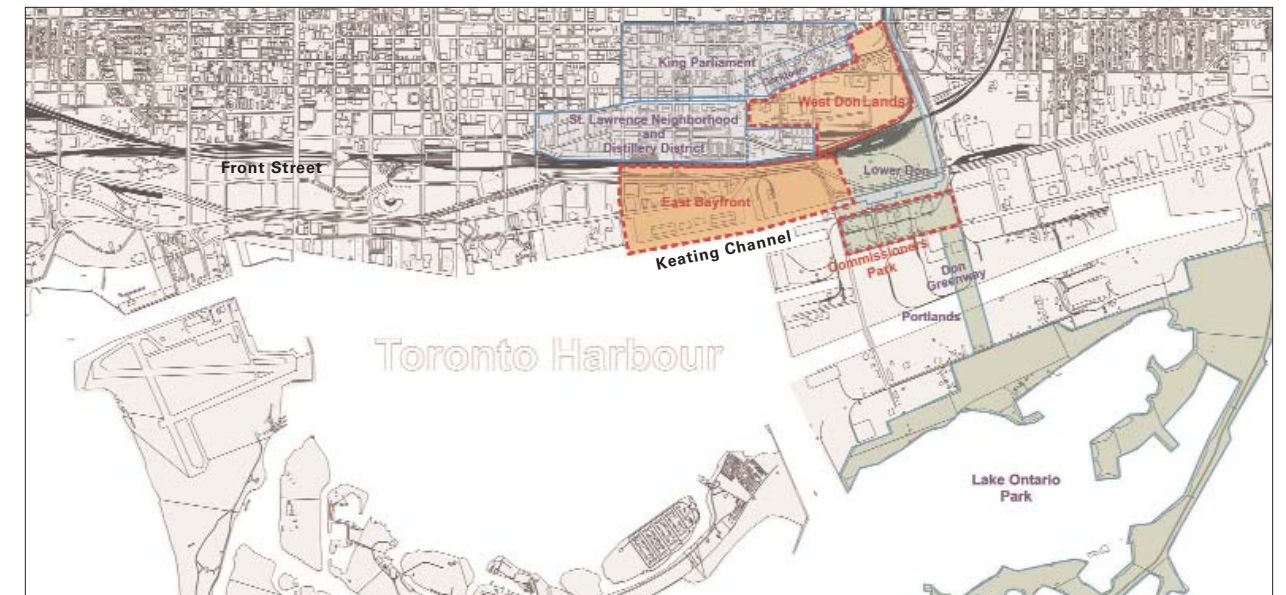 King Parliament
Corktown
West Don Lands
St. Lawrence Neighborhood
and
Distillery District
Front Street
Lower Don
East Bayfront
Keating Channel
Commissioners
Park
Don
Greenway
Portlands
Toronto Harbour
Lake Ontario
Park